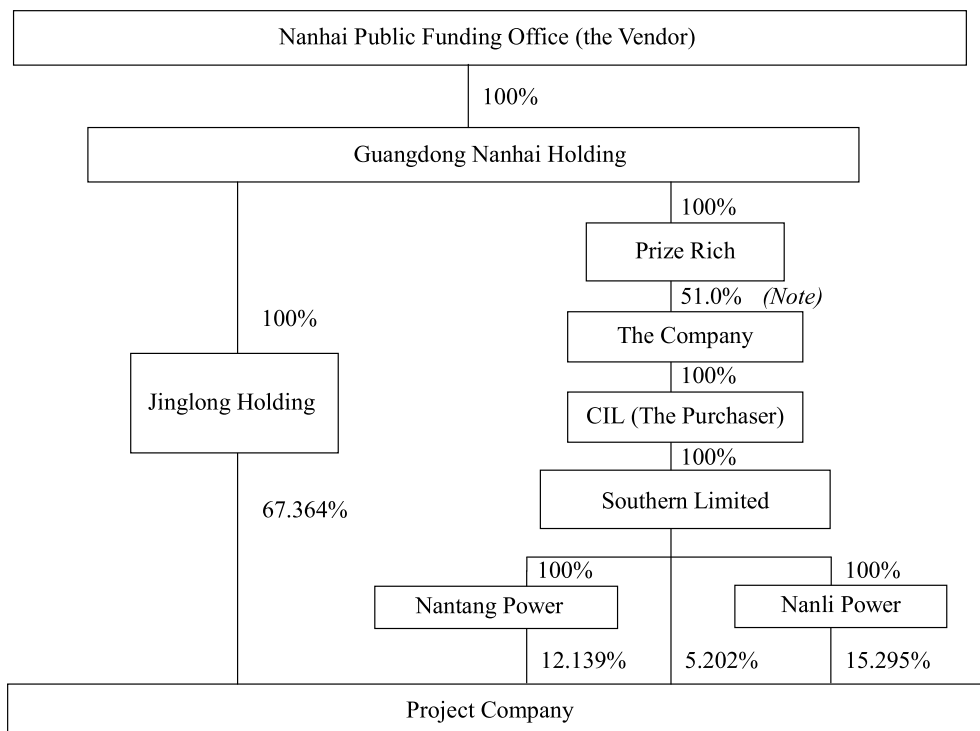 Nanhai Public Funding Office (the Vendor)
100%
Guangdong Nanhai Holding
100%
Prize Rich
51.0% (Note)
100%
The Company
100%
Jinglong Holding
CIL (The Purchaser)
100%
67.364%
Southern Limited
100%
100%
Nantang Power
Nanli Power
12.139%
5.202%
15.295%
Project Company